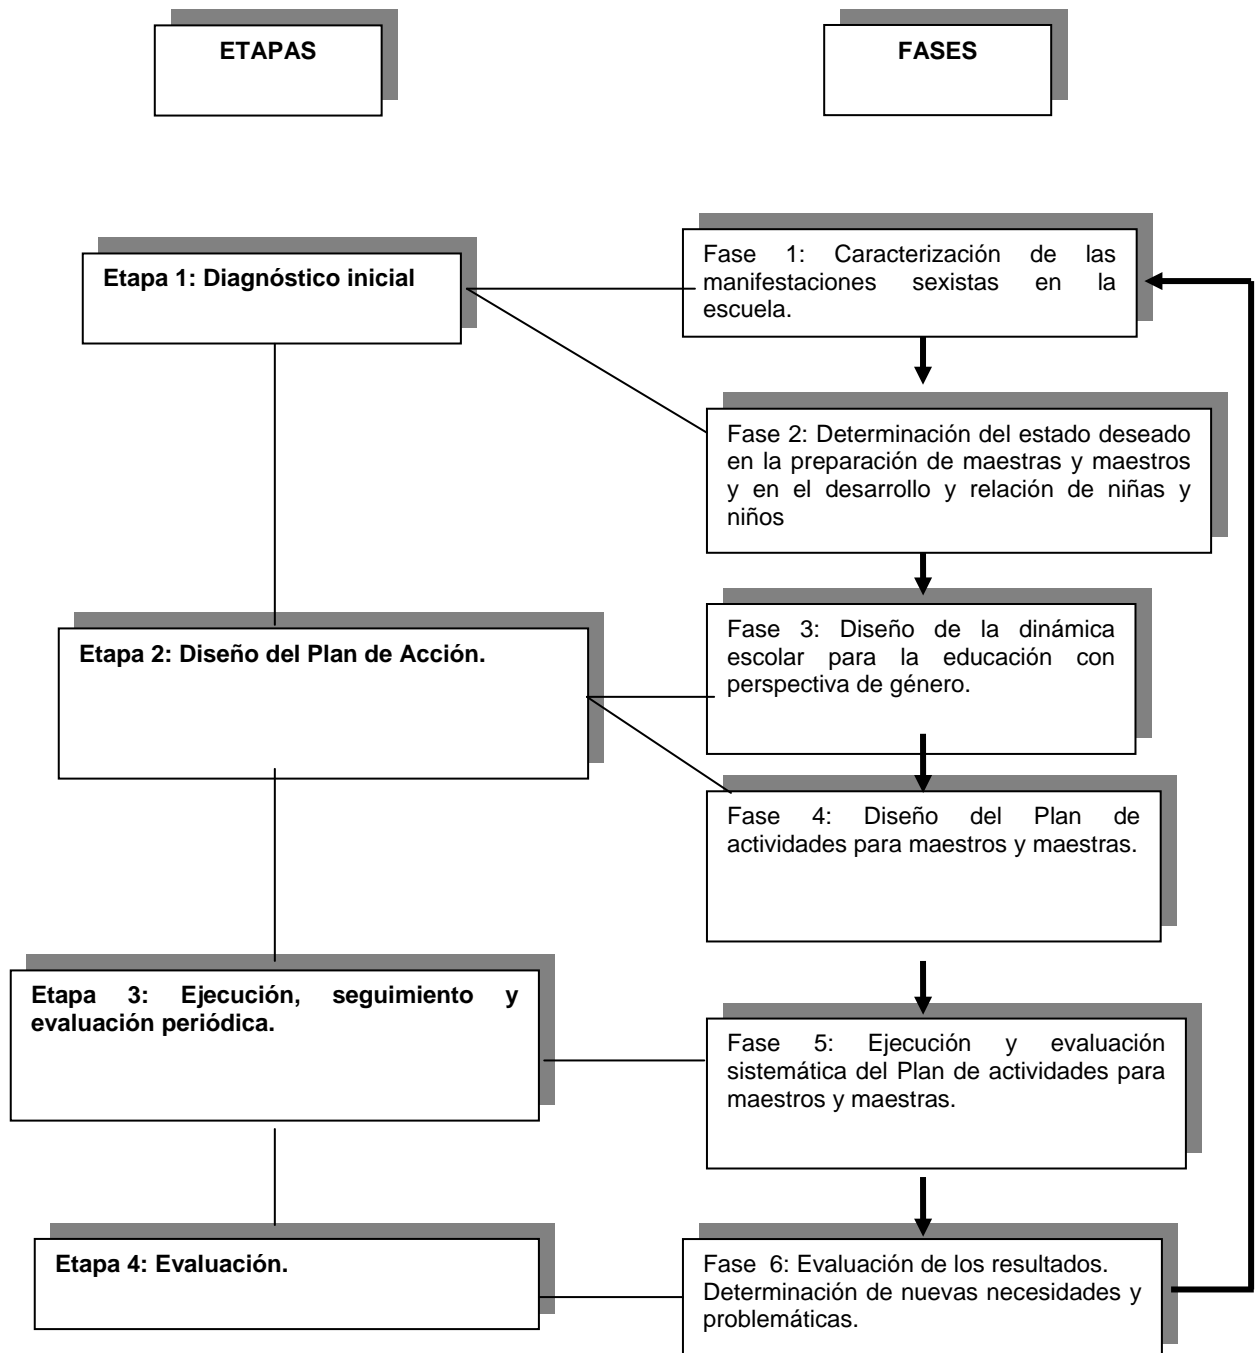 ETAPAS
FASES
Etapa 1: Diagnóstico inicial
Fase 1: Caracterización de las
manifestaciones sexistas en la
escuela.
Fase 2: Determinación del estado deseado
en la preparación de maestras y maestros
y en el desarrollo y relación de niñas y
niños
Etapa 2: Diseño del Plan de Acción.
Fase 3: Diseño de la dinámica
escolar para la educación con
perspectiva de género.
Fase 4: Diseño del Plan de
actividades para maestros y maestras.
Etapa 3: Ejecución, seguimiento y
evaluación periódica.
Fase 5: Ejecución y evaluación
sistemática del Plan de actividades para
maestros y maestras.
Etapa 4: Evaluación.
Fase 6: Evaluación de los resultados.
Determinación de nuevas necesidades y
problemáticas.